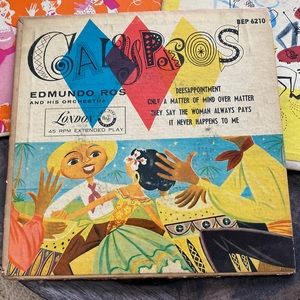 BEP 6210
CALYPSOS
EDMUNDO ROS
AND HIS ORCHESTRA
LONDON
45 RPM EXTENDED PLAY
DEESAPPOINTMENT
ONLY A MATTER OF MIND OVER MATTER
THEY SAY THE WOMAN ALWAYS PAYS
IT NEVER HAPPENS TO ME